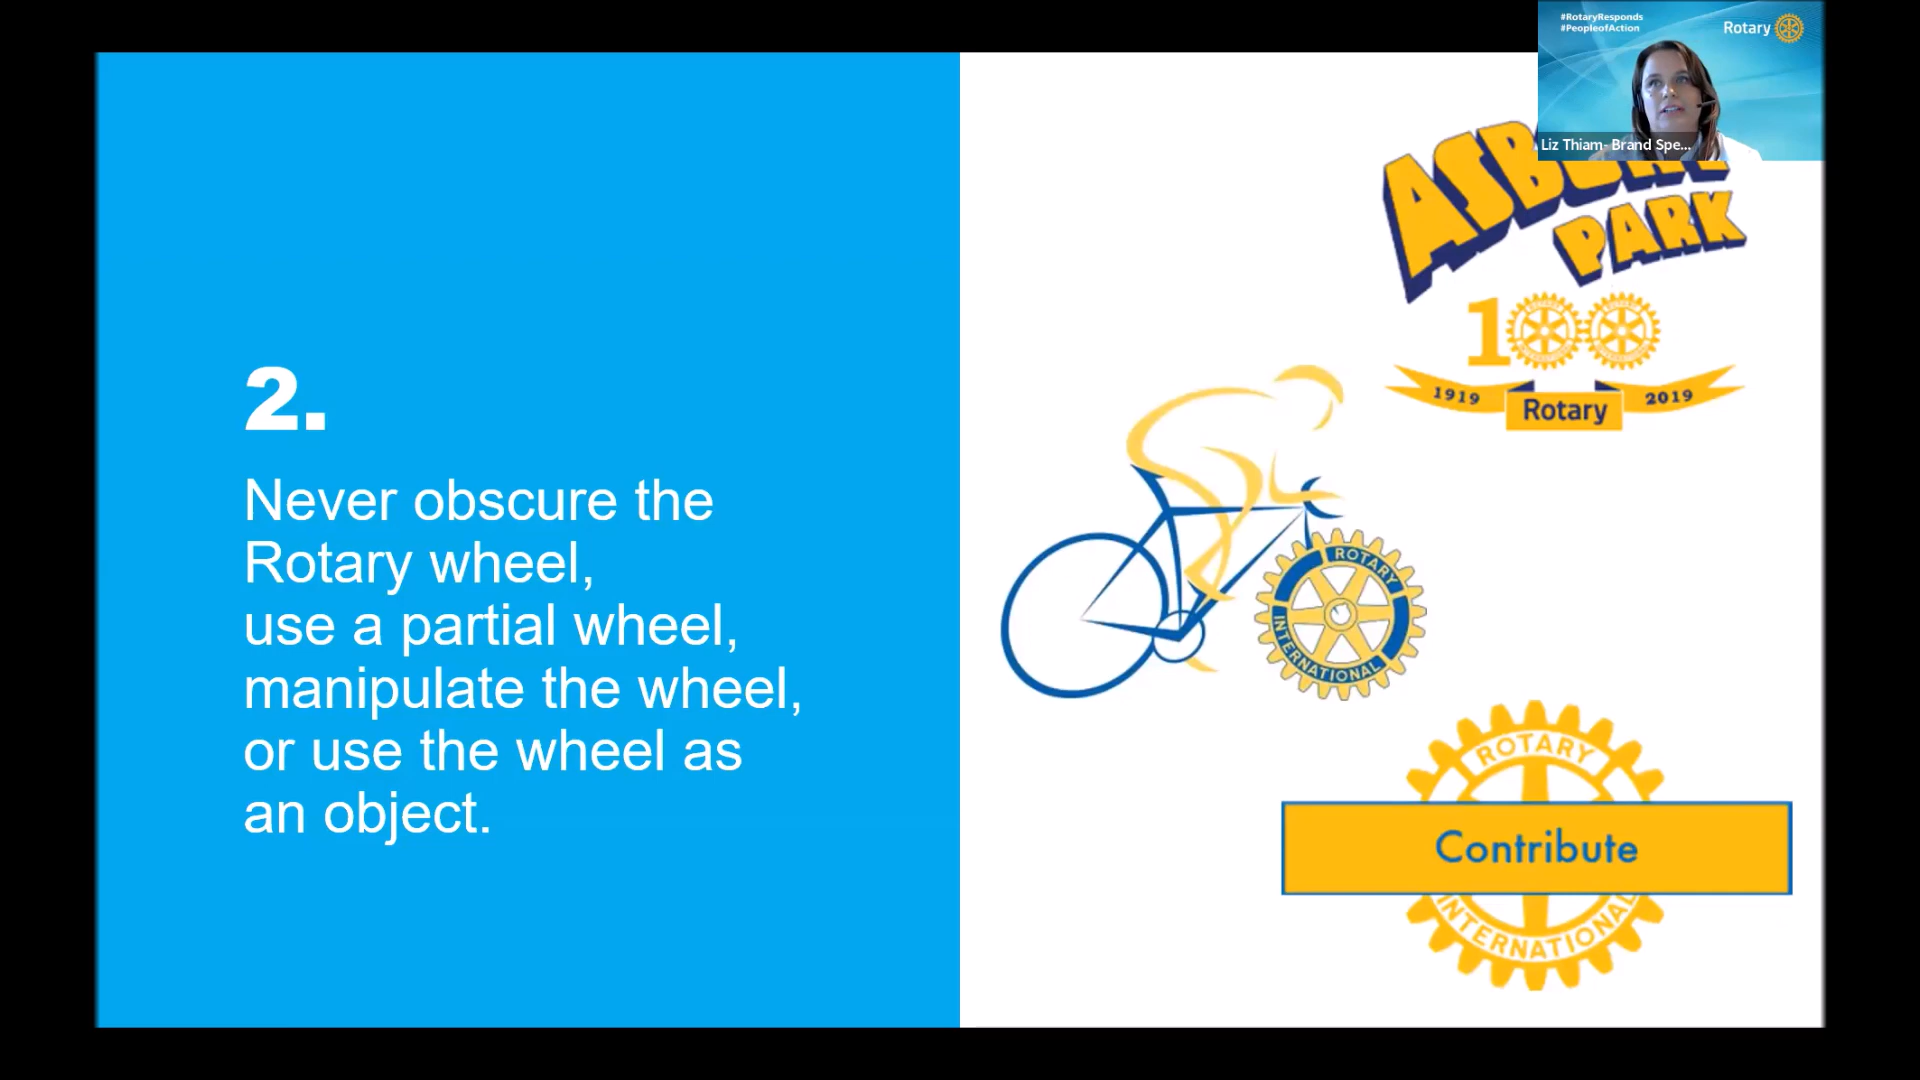 #RotaryResponds
#PeopleofAction
Rotary
Liz Thiam- Brand Spe...
2.
Never obscure the
Rotary wheel,
use a partial wheel,
manipulate the wheel,
or use the wheel as
an object.
PARK
100
1919 Rotary 2019
ROTARY
INTERNATIONAL
ROTARY
Contribute
INTERNATIONAL